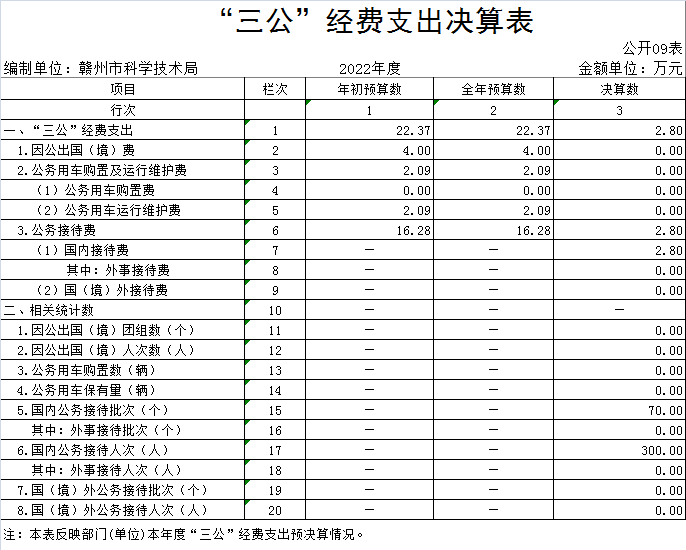 “三公”经费支出决算表
公开09表
编制单位：赣州市科学技术局 2022年度 金额单位：万元
项目 栏次 年初预算数 全年预算数 决算数
行次 1 2 3
一、“三公”经费支出 1 22.37 22.37 2.80
1.因公出国（境）费 2 4.00 4.00 0.00
2.公务用车购置及运行维护费 3 2.09 2.09 0.00
（1）公务用车购置费 4 0.00 0.00 0.00
（2）公务用车运行维护费 5 2.09 2.09 0.00
3.公务接待费 6 16.28 16.28 2.80
（1）国内接待费 7 — — 2.80
其中：外事接待费 8 — — 0.00
（2）国（境）外接待费 9 — — 0.00
二、相关统计数 10 — — —
1.因公出国（境）团组数（个） 11 — — 0.00
2.因公出国（境）人次数（人） 12 — — 0.00
3.公务用车购置数（辆） 13 — — 0.00
4.公务用车保有量（辆） 14 — — 0.00
5.国内公务接待批次（个） 15 — — 70.00
其中：外事接待批次（个） 16 — — 0.00
6.国内公务接待人次（人） 17 — — 300.00
其中：外事接待人次（人） 18 — — 0.00
7.国（境）外公务接待批次（个） 19 — — 0.00
8.国（境）外公务接待人次（人） 20 — — 0.00
注：本表反映部门(单位)本年度“三公”经费支出预决算情况。